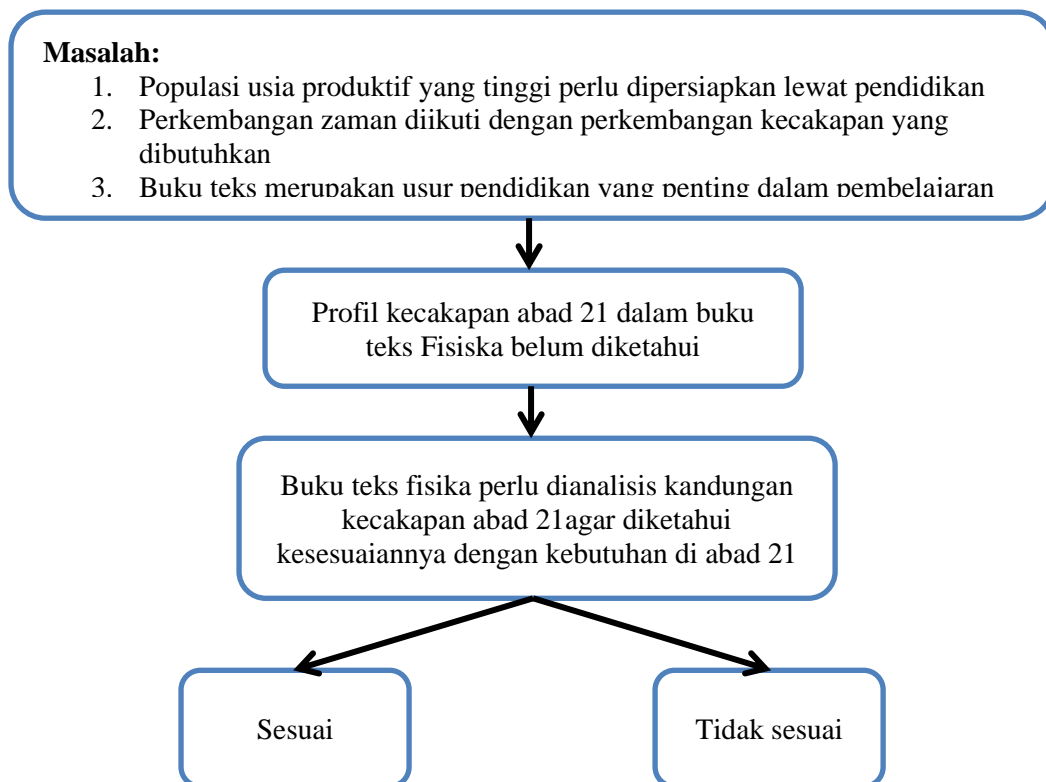 Masalah:
1. Populasi usia produktif yang tinggi perlu dipersiapkan lewat pendidikan
2. Perkembangan zaman diikuti dengan perkembangan kecakapan yang
dibutuhkan
3. Buku teks merupakan usur pendidikan yang penting dalam pembelajaran
Profil kecakapan abad 21 dalam buku
teks Fisiska belum diketahui
Buku teks fisika perlu dianalisis kandungan
kecakapan abad 21agar diketahui
kesesuaiannya dengan kebutuhan di abad 21
Sesuai
Tidak sesuai